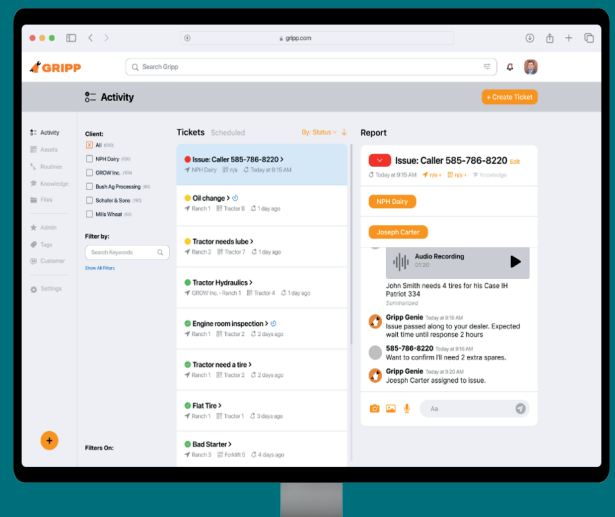 gripp.com
GRIPP
Search Gripp
Activity
+ Create Ticket
Activity
Assets
Routines
Knowledge
Files
Admin
Tags
Customer
Settings
+
Client:
All
NPH Dairy
GROW Inc.
Bush Ag Processing
Schafer & Sons
Mills Wheat
Filter by:
Search Keywords
Show All Filters
Filters On:
Tickets Scheduled
By: Status
Issue: Caller 585-786-8220 >
NPH Dairy n/a Today at 9:15 AM
Oil change >
Ranch 1 Tractor 8 1 day ago
Tractor needs lube >
Ranch 2 Tractor 7 1 day ago
Tractor Hydraulics >
GROW Inc. - Ranch 1 Tractor 4 1 day ago
Engine room inspection >
Ranch 1 Tractor 2 2 days ago
Tractor need a tire >
Ranch 1 Tractor 2 2 days ago
Flat Tire >
Ranch 1 Tractor 1 3 days ago
Bad Starter >
Ranch 3 Forklift 5 4 days ago
Report
Issue: Caller 585-786-8220 Edit
Today at 9:15 AM n/a n/a Knowledge
NPH Dairy
Joseph Carter
Audio Recording
01:20
John Smith needs 4 tires for his Case IH
Patriot 334
Summarized
Gripp Genie Today at 9:16 AM
Issue passed along to your dealer. Expected
wait time until response 2 hours
585-786-8220 Today at 9:18 AM
Want to confirm I'll need 2 extra spares.
Gripp Genie Today at 9:20 AM
Joesph Carter assigned to issue.
Aa